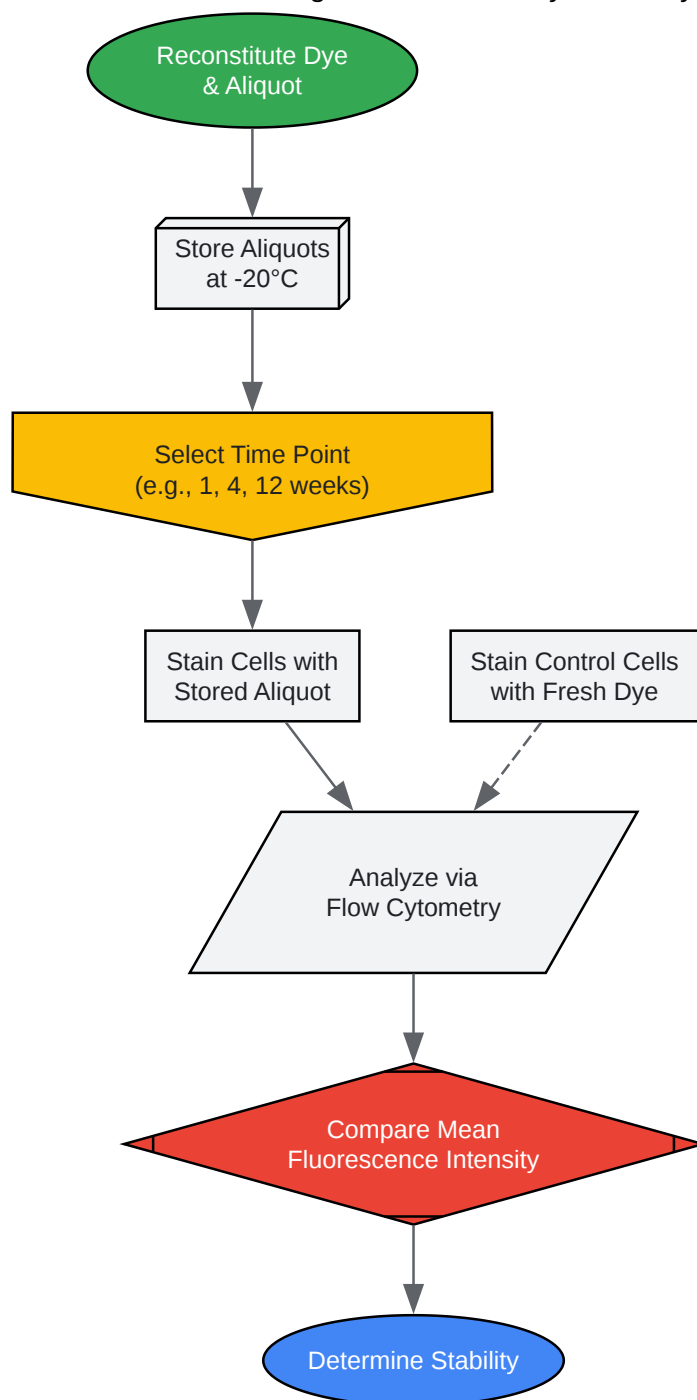 Reconstitute Dye
& Aliquot
Store Aliquots
at -20°C
Select Time Point
(e.g., 1, 4, 12 weeks)
Stain Cells with
Stored Aliquot
Stain Control Cells
with Fresh Dye
Analyze via
Flow Cytometry
Compare Mean
Fluorescence Intensity
Determine Stability